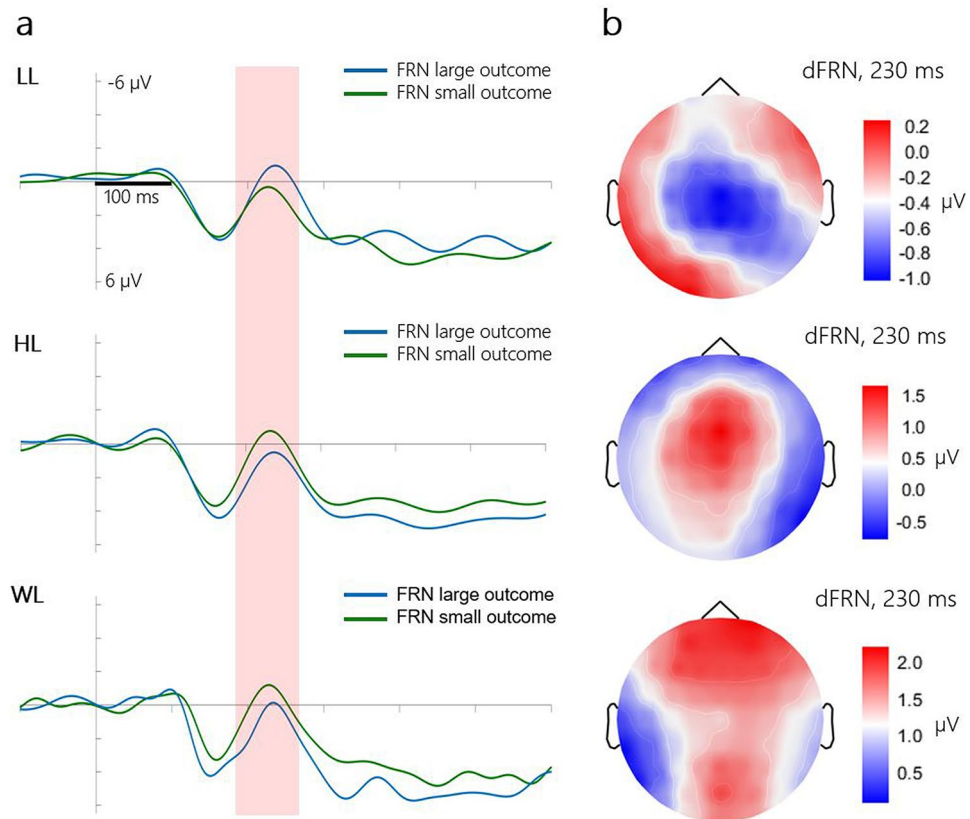 a
LL
-6 μV
FRN large outcome
FRN small outcome
100 ms
6 μV
HL
FRN large outcome
FRN small outcome
WL
FRN large outcome
FRN small outcome
b
dFRN, 230 ms
0.2
0.0
-0.2
-0.4
-0.6
-0.8
-1.0
μV
dFRN, 230 ms
1.5
1.0
0.5
0.0
-0.5
μV
dFRN, 230 ms
2.0
1.5
1.0
0.5
μV